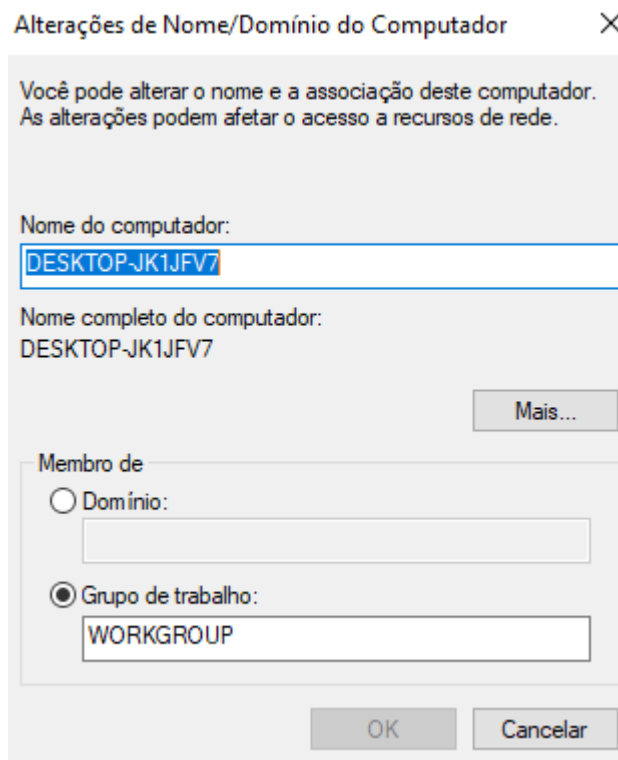 Alterações de Nome/Domínio do Computador
Você pode alterar o nome e a associação deste computador.
As alterações podem afetar o acesso a recursos de rede.
Nome do computador:
DESKTOP-JK1JFV7
Nome completo do computador:
DESKTOP-JK1JFV7
Mais...
Membro de
Domínio:
Grupo de trabalho:
WORKGROUP
OK
Cancelar